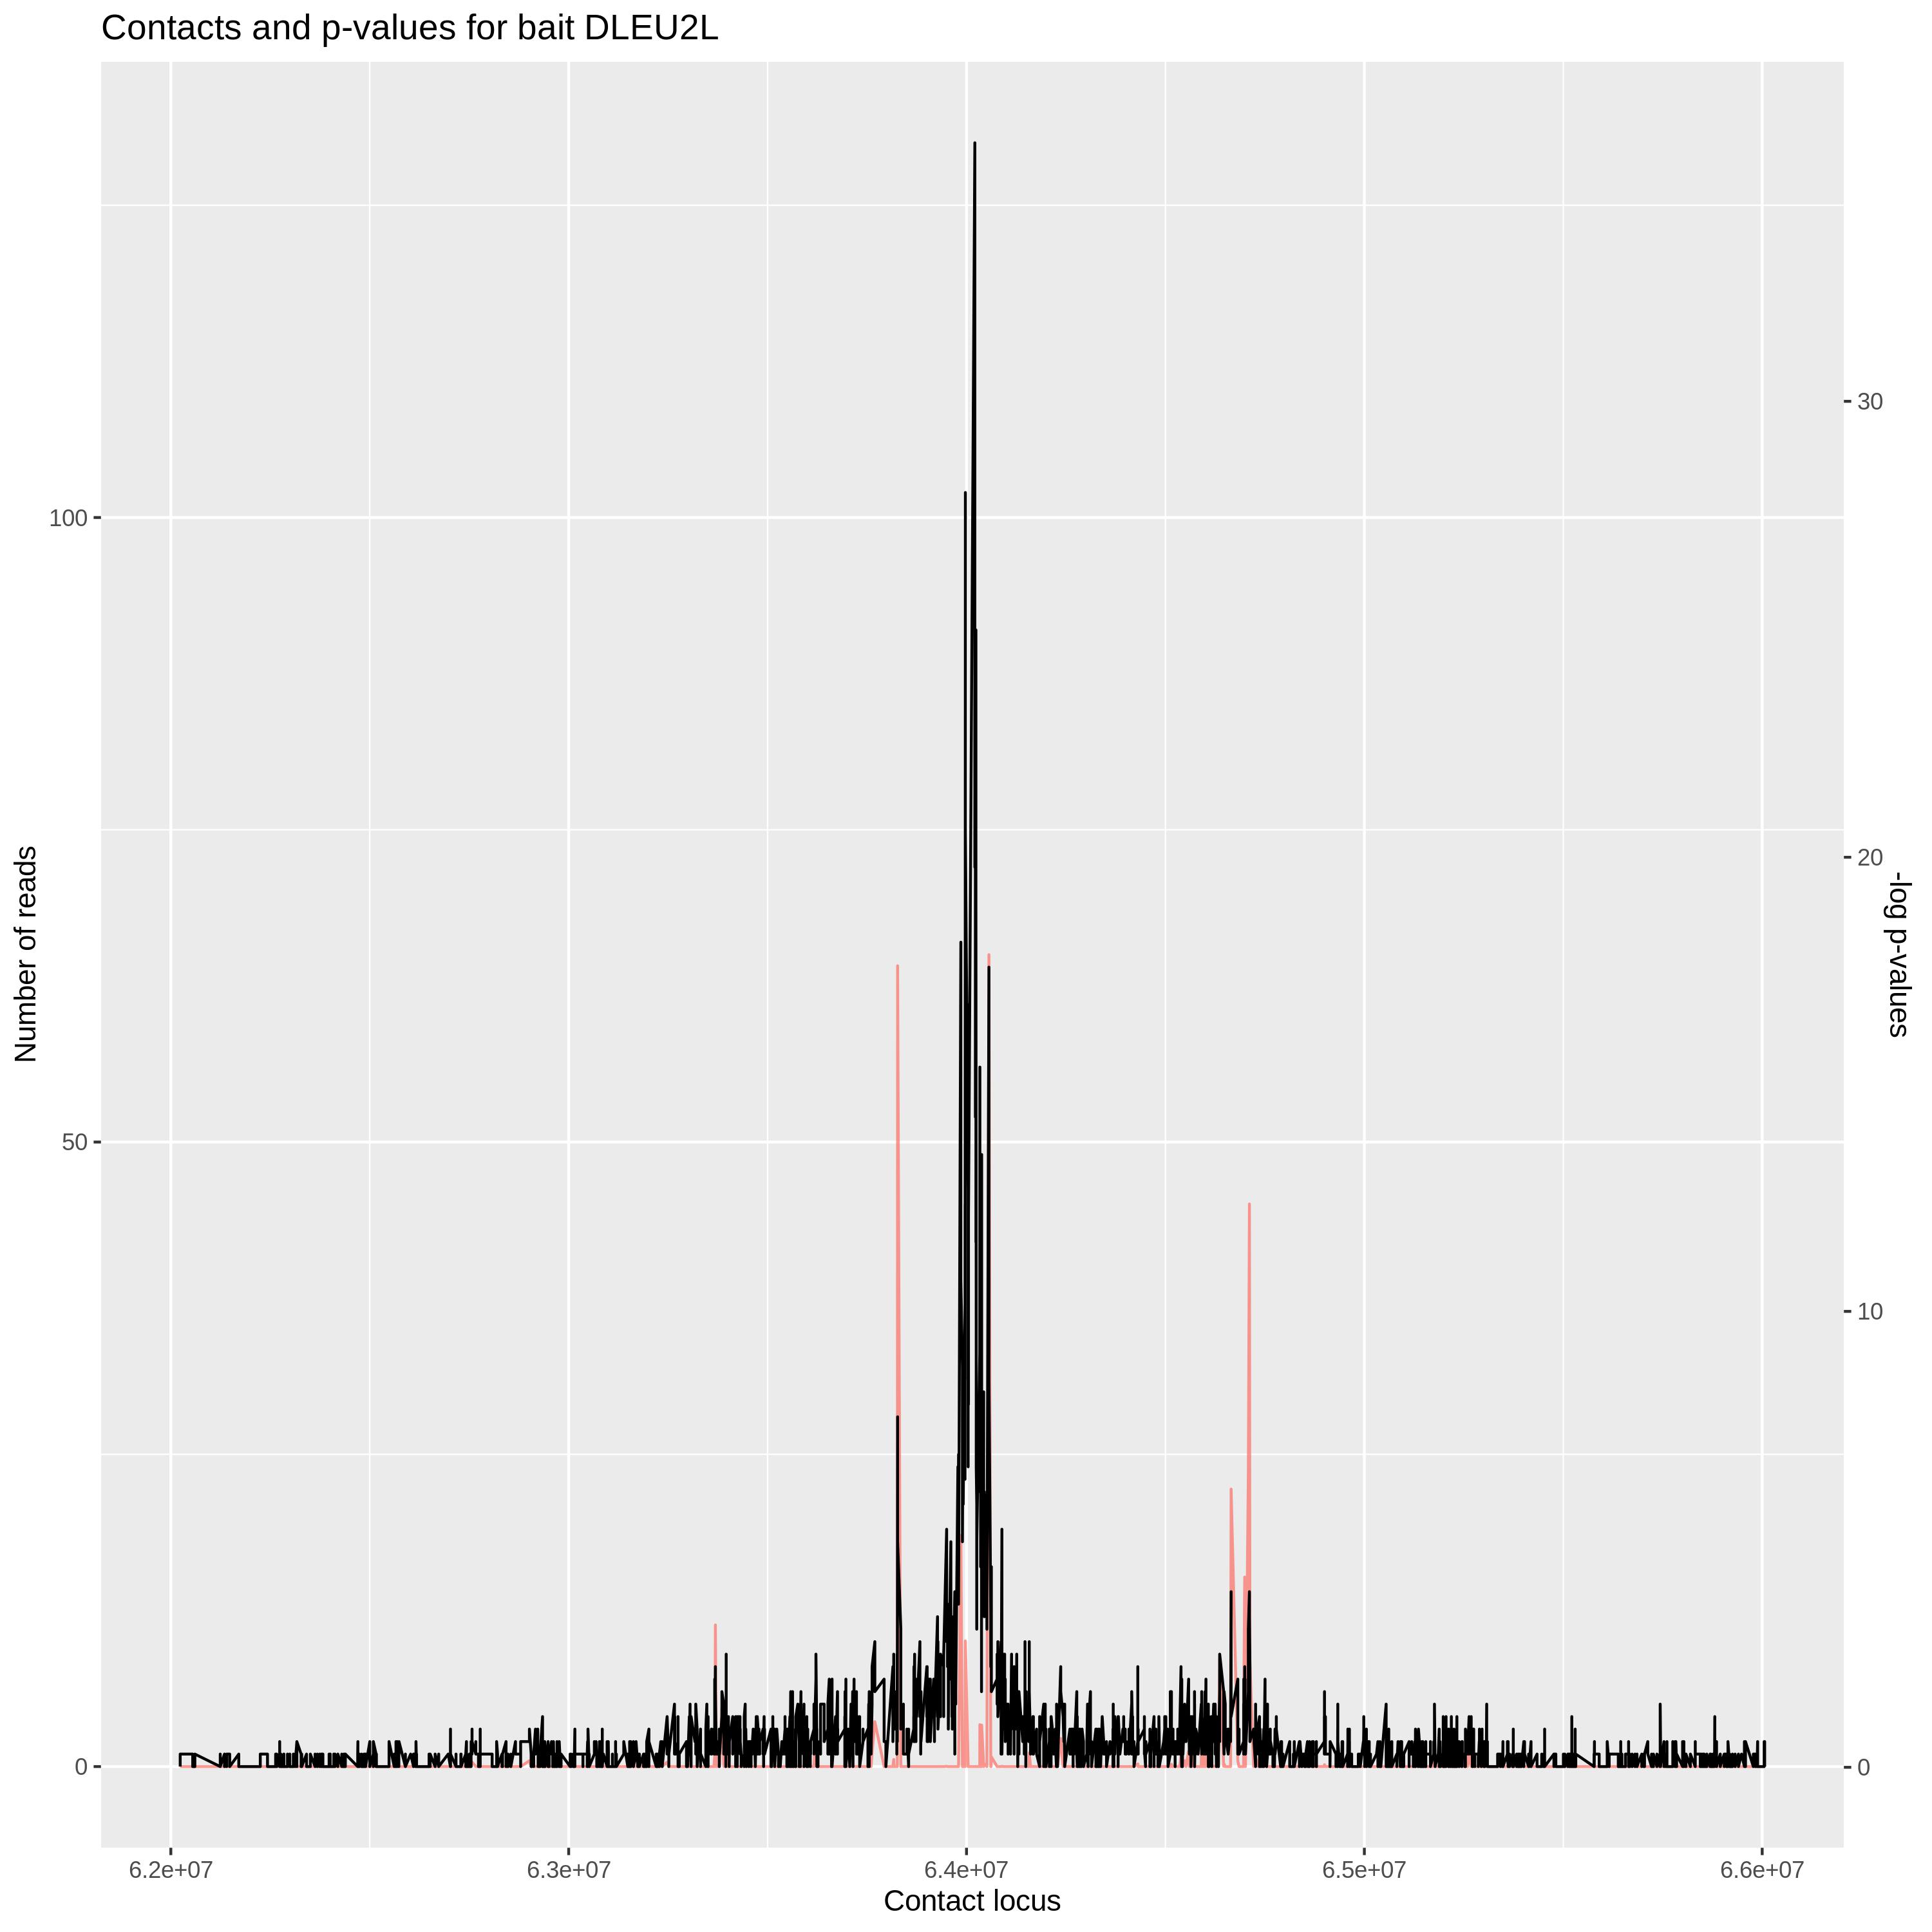 Contacts and p-values for bait DLEU2L
100
50
0
Number of reads
30
20
10
0
-log p-values
6.2e+07 6.3e+07 6.4e+07 6.5e+07 6.6e+07
Contact locus